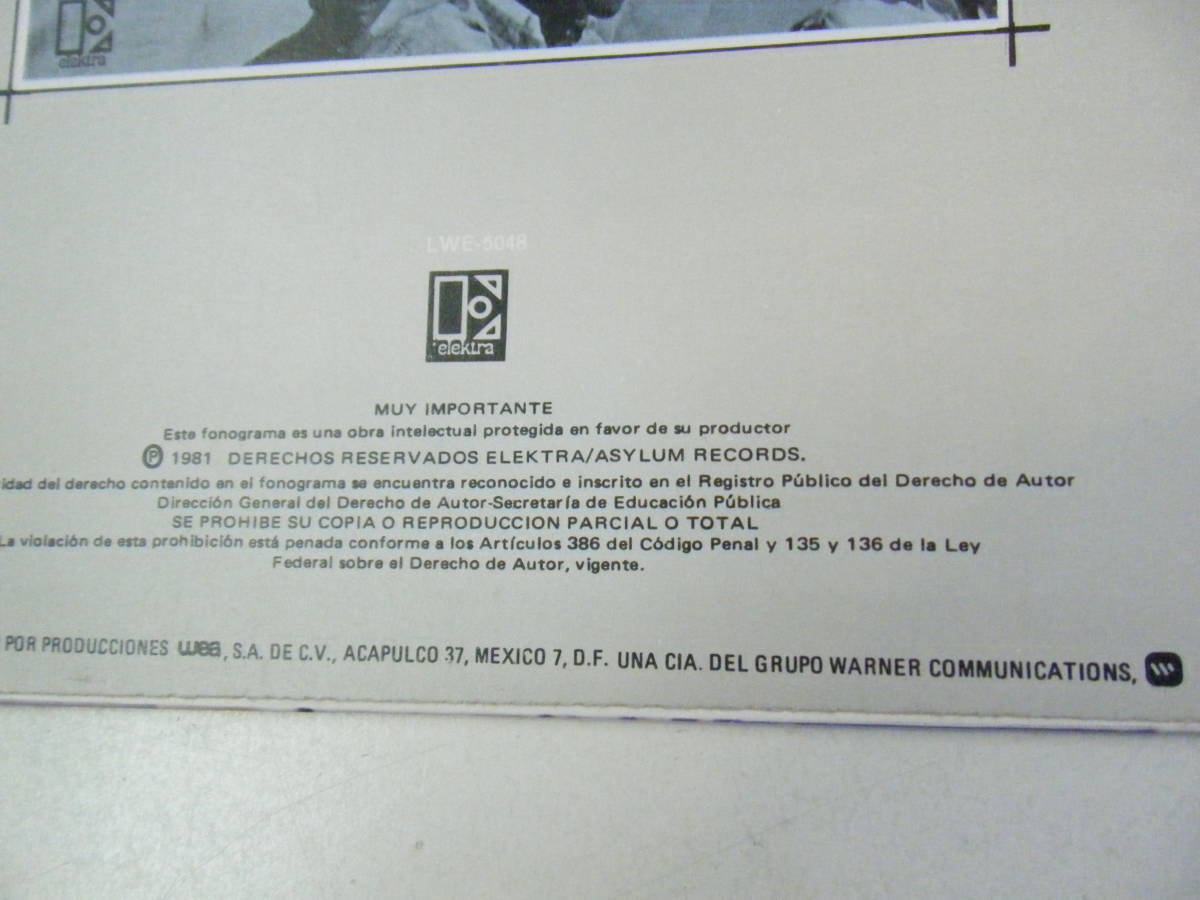 elektra
LWE-5048
elektra
MUY IMPORTANTE
Este fonograma es una obra intelectual protegida en favor de su productor
Ⓟ 1981 DERECHOS RESERVADOS ELEKTRA/ASYLUM RECORDS.
idad del derecho contenido en el fonograma se encuentra reconocido e inscrito en el Registro Público del Derecho de Autor
Dirección General del Derecho de Autor-Secretaría de Educación Pública
SE PROHIBE SU COPIA O REPRODUCCION PARCIAL O TOTAL
La violación de esta prohibición está penada conforme a los Artículos 386 del Código Penal y 135 y 136 de la Ley
Federal sobre el Derecho de Autor, vigente.
POR PRODUCCIONES wea, S.A. DE C.V., ACAPULCO 37, MEXICO 7, D.F. UNA CIA. DEL GRUPO WARNER COMMUNICATIONS,